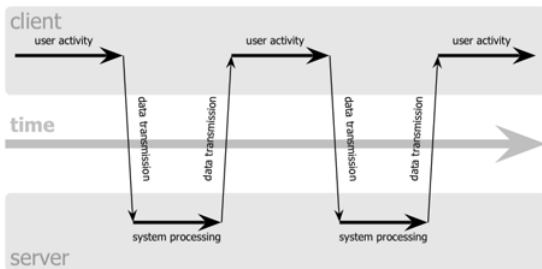 client
user activity
user activity
user activity
data transmission
data transmission
data transmission
data transmission
time
system processing
system processing
server